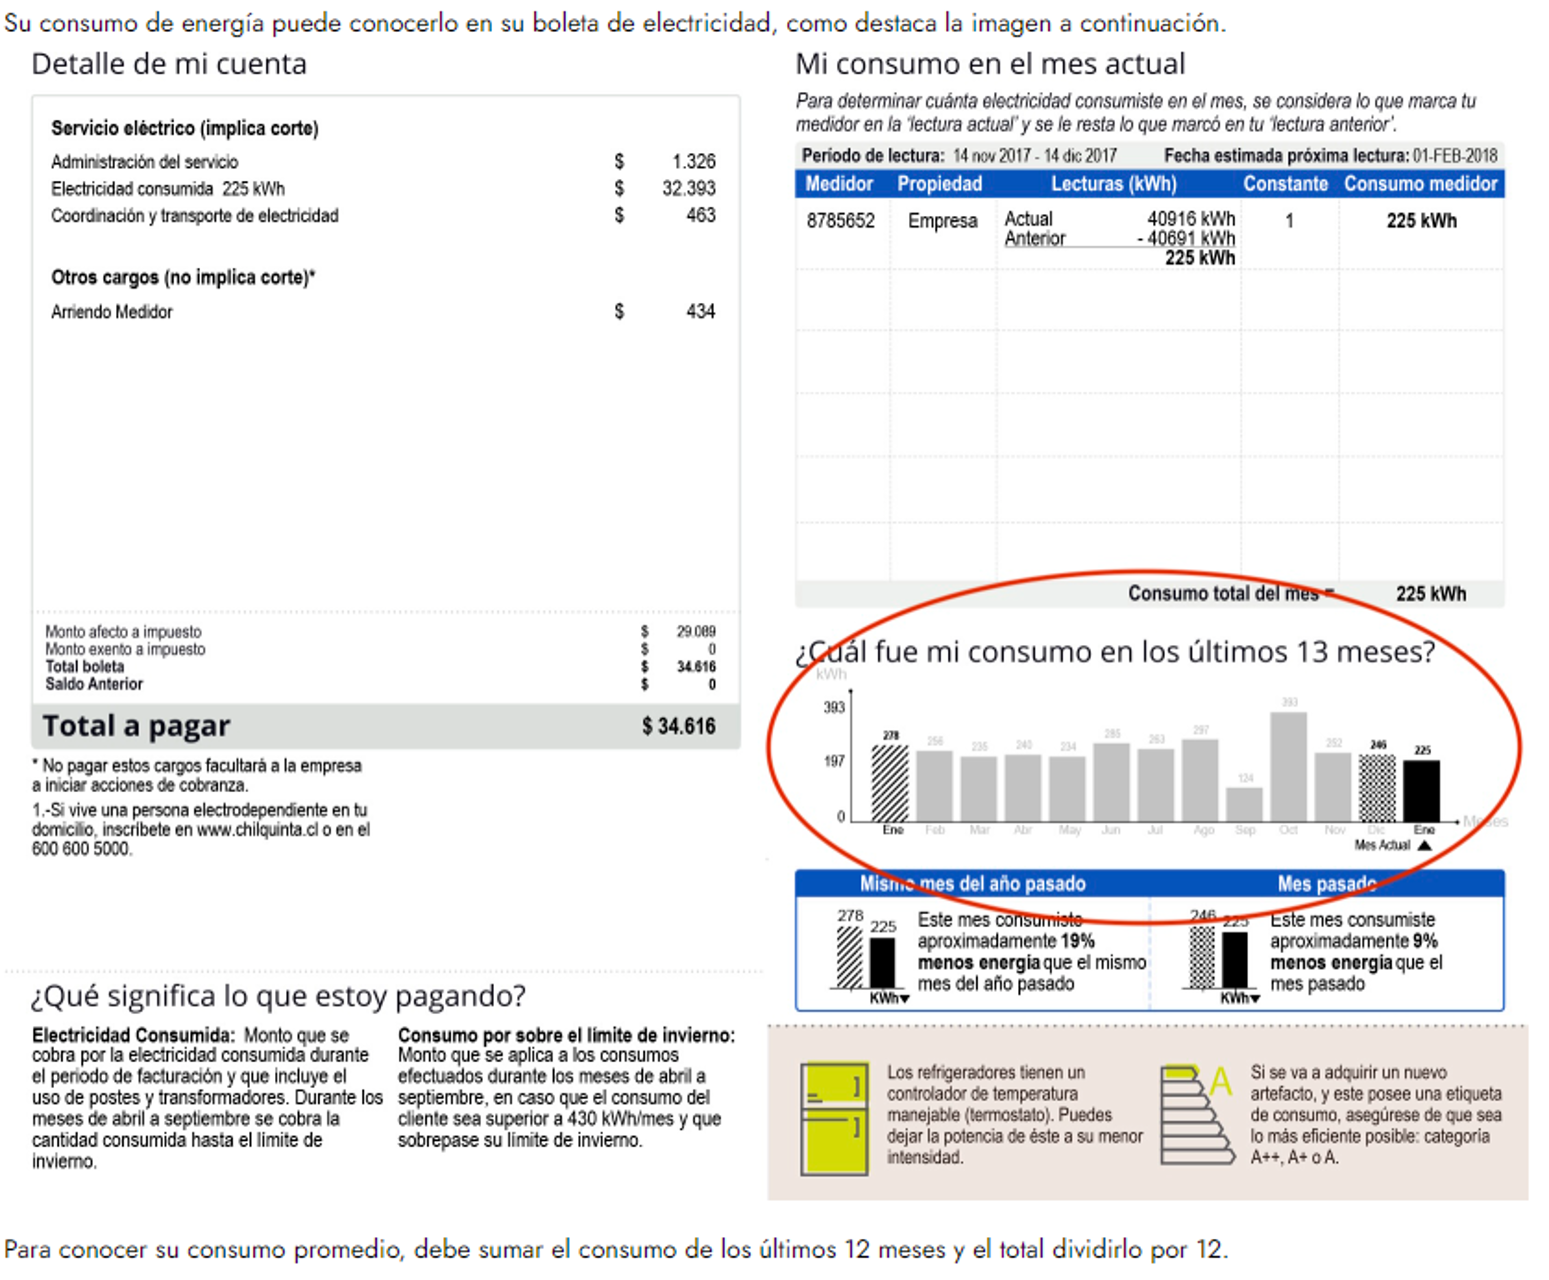 Su consumo de energía puede conocerlo en su boleta de electricidad, como destaca la imagen a continuación.
Detalle de mi cuenta
Servicio eléctrico (implica corte)
Administración del servicio $ 1.326
Electricidad consumida 225 kWh $ 32.393
Coordinación y transporte de electricidad $ 463
Otros cargos (no implica corte)*
Arriendo Medidor $ 434
Monto afecto a impuesto $ 29.089
Monto exento a impuesto $ 0
Total boleta $ 34.616
Saldo Anterior $ 0
Total a pagar $ 34.616
* No pagar estos cargos facultará a la empresa
a iniciar acciones de cobranza.
1.-Si vive una persona electrodependiente en tu
domicilio, inscríbete en www.chilquinta.cl o en el
600 600 5000.
Mi consumo en el mes actual
Para determinar cuánta electricidad consumiste en el mes, se considera lo que marca tu
medidor en la 'lectura actual' y se le resta lo que marcó en tu 'lectura anterior'.
Período de lectura: 14 nov 2017 - 14 dic 2017 Fecha estimada próxima lectura: 01-FEB-2018
Medidor Propiedad Lecturas (kWh) Constante Consumo medidor
8785652 Empresa Actual 40916 kWh 1 225 kWh
Anterior - 40691 kWh
225 kWh
Consumo total del mes = 225 kWh
¿Cuál fue mi consumo en los últimos 13 meses?
kWh
393
197
0
278 256 235 240 234 285 263 297 124 393 252 246 225
Ene Feb Mar Abr May Jun Jul Ago Sep Oct Nov Dic Ene
Meses
Mes Actual
Mismo mes del año pasado
278 225
KWh
Este mes consumiste
aproximadamente 19%
menos energía que el mismo
mes del año pasado
Mes pasado
246 225
KWh
Este mes consumiste
aproximadamente 9%
menos energía que el
mes pasado
¿Qué significa lo que estoy pagando?
Electricidad Consumida: Monto que se
cobra por la electricidad consumida durante
el periodo de facturación y que incluye el
uso de postes y transformadores. Durante los
meses de abril a septiembre se cobra la
cantidad consumida hasta el límite de
invierno.
Consumo por sobre el límite de invierno:
Monto que se aplica a los consumos
efectuados durante los meses de abril a
septiembre, en caso que el consumo del
cliente sea superior a 430 kWh/mes y que
sobrepase su límite de invierno.
Los refrigeradores tienen un
controlador de temperatura
manejable (termostato). Puedes
dejar la potencia de éste a su menor
intensidad.
A
Si se va a adquirir un nuevo
artefacto, y este posee una etiqueta
de consumo, asegúrese de que sea
lo más eficiente posible: categoría
A++, A+ o A.
Para conocer su consumo promedio, debe sumar el consumo de los últimos 12 meses y el total dividirlo por 12.